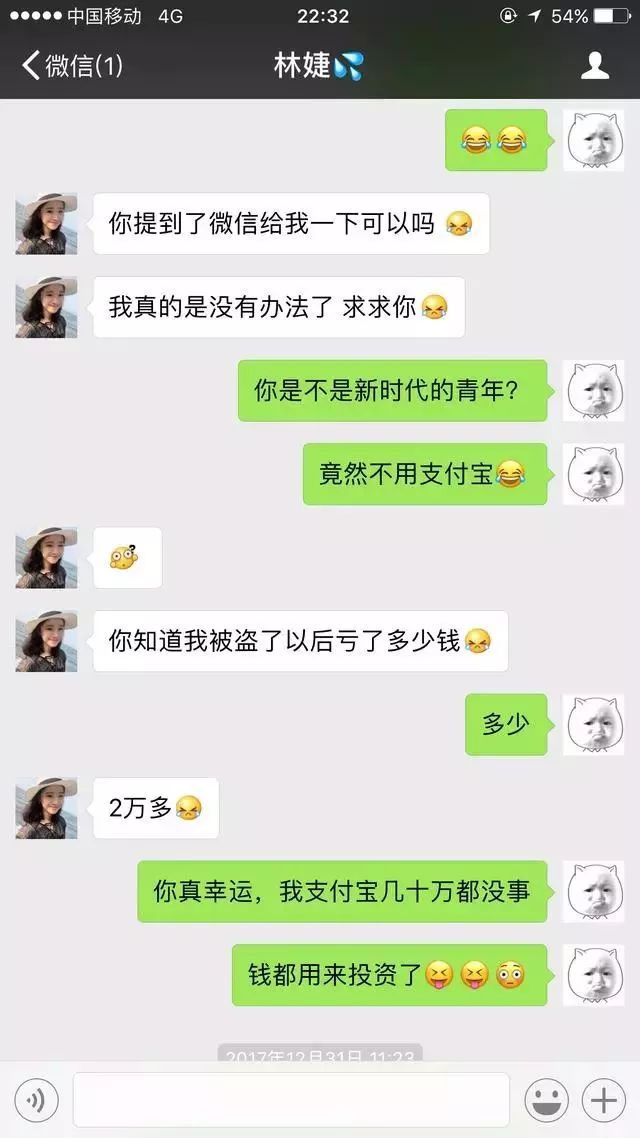 中国移动 4G 22:32 54%
微信(1) 林婕💦
😂😂
你提到了微信给我一下可以吗 😭
我真的是没有办法了 求求你😭
你是不是新时代的青年？
竟然不用支付宝😂
你知道我被盗了以后亏了多少钱😭
多少
2万多😭
你真幸运，我支付宝几十万都没事
钱都用来投资了😝😝😳
2017年12月31日 11:23